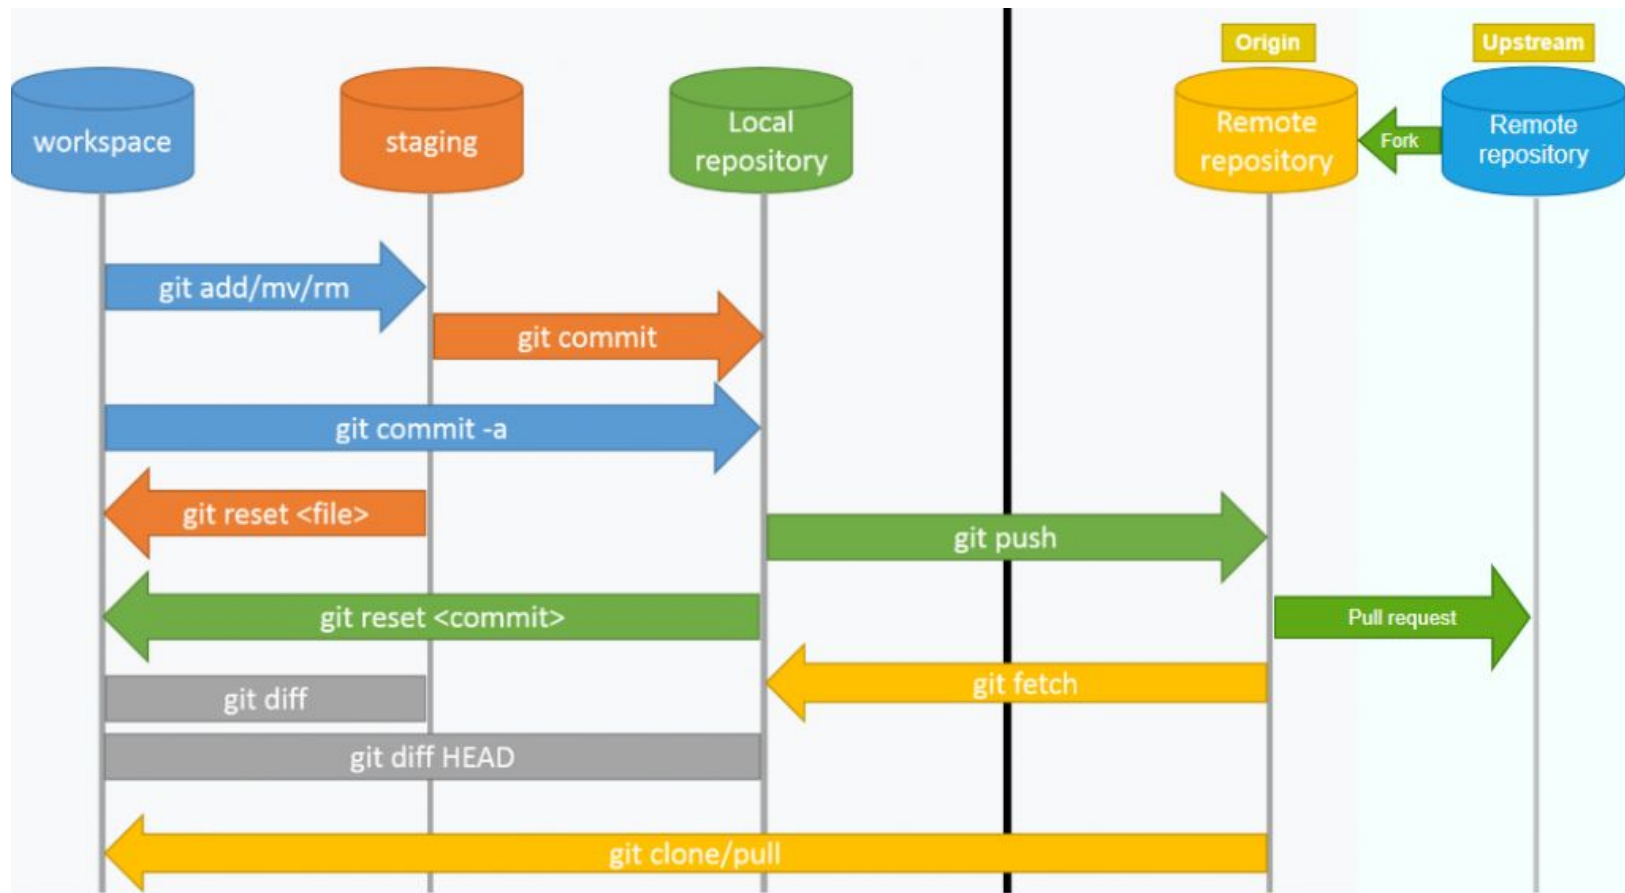 Origin
Upstream
workspace
staging
Local
repository
Remote
repository
Fork
Remote
repository
git add/mv/rm
git commit
git commit -a
git reset <file>
git push
git reset <commit>
Pull request
git fetch
git diff
git diff HEAD
git clone/pull